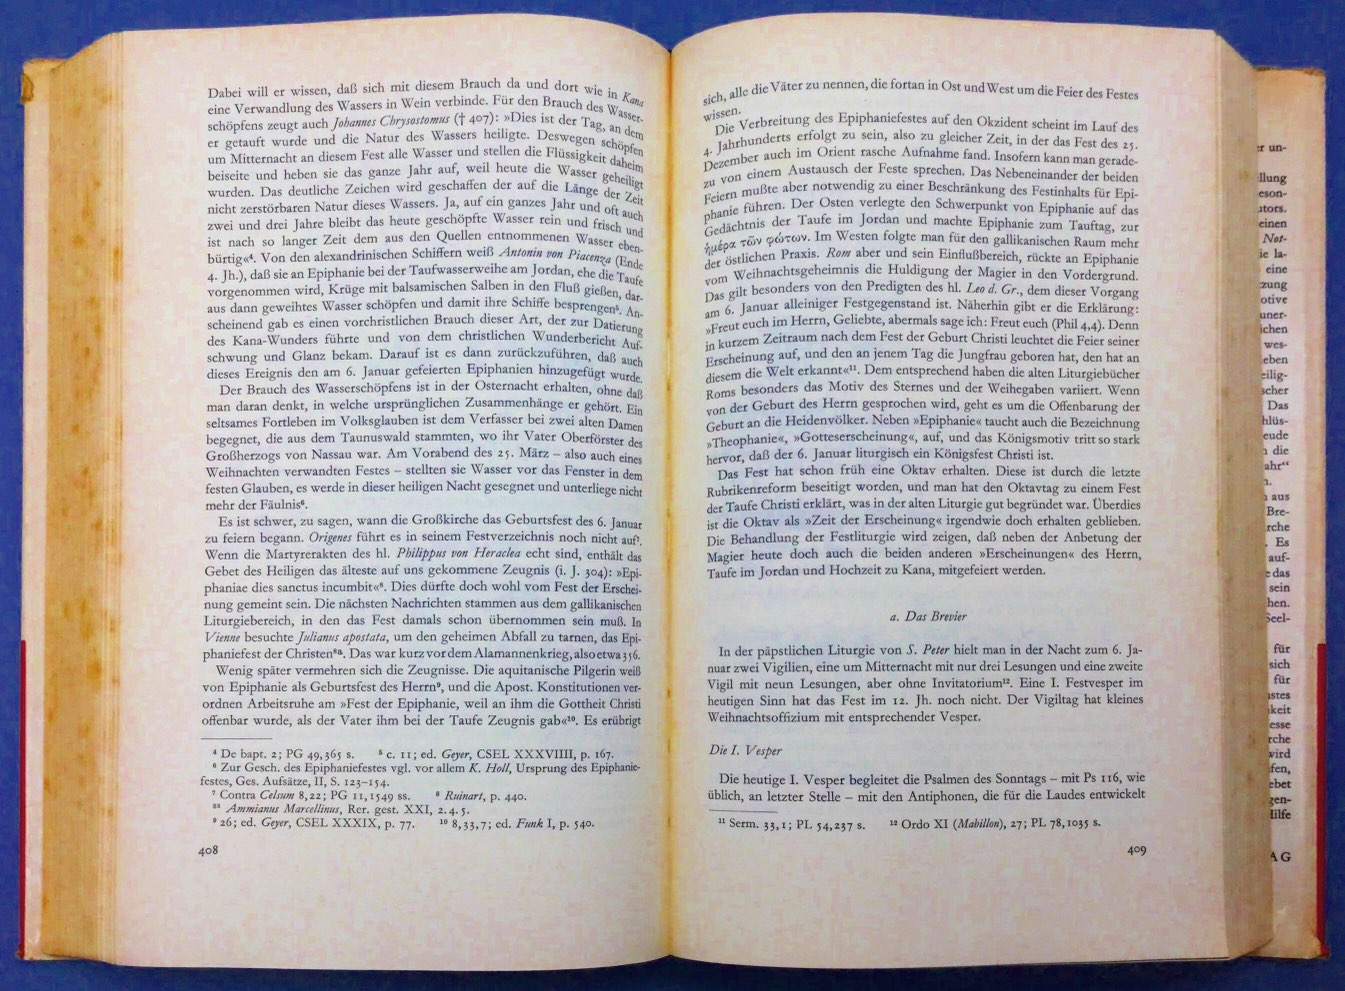 Dabei will er wissen, daß sich mit diesem Brauch da und dort wie in Kana
eine Verwandlung des Wassers in Wein verbinde. Für den Brauch des Wasser-
schöpfens zeugt auch Johannes Chrysostomus († 407): »Dies ist der Tag, an dem
er getauft wurde und die Natur des Wassers heiligte. Deswegen schöpfen
um Mitternacht an diesem Fest alle Wasser und stellen die Flüssigkeit daheim
beiseite und heben sie das ganze Jahr auf, weil heute die Wasser geheiligt
wurden. Das deutliche Zeichen wird geschaffen der auf die Länge der Zeit
nicht zerstörbaren Natur dieses Wassers. Ja, auf ein ganzes Jahr und oft auch
zwei und drei Jahre bleibt das heute geschöpfte Wasser rein und frisch und
ist nach so langer Zeit dem aus den Quellen entnommenen Wasser eben-
bürtig«⁴. Von den alexandrinischen Schiffern weiß Antonin von Piacenza (Ende
4. Jh.), daß sie an Epiphanie bei der Taufwasserweihe am Jordan, ehe die Taufe
vorgenommen wird, Krüge mit balsamischen Salben in den Fluß gießen, dar-
aus dann geweihtes Wasser schöpfen und damit ihre Schiffe besprengen⁵. An-
scheinend gab es einen vorchristlichen Brauch dieser Art, der zur Datierung
des Kana-Wunders führte und von dem christlichen Wunderbericht Auf-
schwung und Glanz bekam. Darauf ist es dann zurückzuführen, daß auch
dieses Ereignis den am 6. Januar gefeierten Epiphanien hinzugefügt wurde.
Der Brauch des Wasserschöpfens ist in der Osternacht erhalten, ohne daß
man daran denkt, in welche ursprünglichen Zusammenhänge er gehört. Ein
seltsames Fortleben im Volksglauben ist dem Verfasser bei zwei alten Damen
begegnet, die aus dem Taunuswald stammten, wo ihr Vater Oberförster des
Großherzogs von Nassau war. Am Vorabend des 25. März – also auch eines
Weihnachten verwandten Festes – stellten sie Wasser vor das Fenster in dem
festen Glauben, es werde in dieser heiligen Nacht gesegnet und unterliege nicht
mehr der Fäulnis⁶.
Es ist schwer, zu sagen, wann die Großkirche das Geburtsfest des 6. Januar
zu feiern begann. Origenes führt es in seinem Festverzeichnis noch nicht auf⁷.
Wenn die Martyrerakten des hl. Philippus von Heraclea echt sind, enthält das
Gebet des Heiligen das älteste auf uns gekommene Zeugnis (i. J. 304): »Epi-
phaniae dies sanctus incumbit«⁸. Dies dürfte doch wohl vom Fest der Erschei-
nung gemeint sein. Die nächsten Nachrichten stammen aus dem gallikanischen
Liturgiebereich, in den das Fest damals schon übernommen sein muß. In
Vienne besuchte Julianus apostata, um den geheimen Abfall zu tarnen, das Epi-
phaniefest der Christen⁸ᵃ. Das war kurz vor dem Alamannenkrieg, also etwa 356.
Wenig später vermehren sich die Zeugnisse. Die aquitanische Pilgerin weiß
von Epiphanie als Geburtsfest des Herrn⁹, und die Apost. Konstitutionen ver-
ordnen Arbeitsruhe am »Fest der Epiphanie, weil an ihm die Gottheit Christi
offenbar wurde, als der Vater ihm bei der Taufe Zeugnis gab«¹⁰. Es erübrigt
⁴ De bapt. 2; PG 49,365 s. ⁵ c. 11; ed. Geyer, CSEL XXXVIIII, p. 167.
⁶ Zur Gesch. des Epiphaniefestes vgl. vor allem K. Holl, Ursprung des Epiphanie-
festes, Ges. Aufsätze, II, S. 123–154.
⁷ Contra Celsum 8,22; PG 11,1549 ss. ⁸ Ruinart, p. 440.
⁸ᵃ Ammianus Marcellinus, Rer. gest. XXI, 2.4.5.
⁹ 26; ed. Geyer, CSEL XXXIX, p. 77. ¹⁰ 8,33,7; ed. Funk I, p. 540.
408
sich, alle die Väter zu nennen, die fortan in Ost und West um die Feier des Festes
wissen.
Die Verbreitung des Epiphaniefestes auf den Okzident scheint im Lauf des
4. Jahrhunderts erfolgt zu sein, also zu gleicher Zeit, in der das Fest des 25.
Dezember auch im Orient rasche Aufnahme fand. Insofern kann man gerade-
zu von einem Austausch der Feste sprechen. Das Nebeneinander der beiden
Feiern mußte aber notwendig zu einer Beschränkung des Festinhalts für Epi-
phanie führen. Der Osten verlegte den Schwerpunkt von Epiphanie auf das
Gedächtnis der Taufe im Jordan und machte Epiphanie zum Tauftag, zur
ἡμέρα τῶν φώτων. Im Westen folgte man für den gallikanischen Raum mehr
der östlichen Praxis. Rom aber und sein Einflußbereich, rückte an Epiphanie
vom Weihnachtsgeheimnis die Huldigung der Magier in den Vordergrund.
Das gilt besonders von den Predigten des hl. Leo d. Gr., dem dieser Vorgang
am 6. Januar alleiniger Festgegenstand ist. Näherhin gibt er die Erklärung:
»Freut euch im Herrn, Geliebte, abermals sage ich: Freut euch (Phil 4,4). Denn
in kurzem Zeitraum nach dem Fest der Geburt Christi leuchtet die Feier seiner
Erscheinung auf, und den an jenem Tag die Jungfrau geboren hat, den hat an
diesem die Welt erkannt«¹¹. Dem entsprechend haben die alten Liturgiebücher
Roms besonders das Motiv des Sternes und der Weihegaben variiert. Wenn
von der Geburt des Herrn gesprochen wird, geht es um die Offenbarung der
Geburt an die Heidenvölker. Neben »Epiphanie« taucht auch die Bezeichnung
»Theophanie«, »Gotteserscheinung«, auf, und das Königsmotiv tritt so stark
hervor, daß der 6. Januar liturgisch ein Königsfest Christi ist.
Das Fest hat schon früh eine Oktav erhalten. Diese ist durch die letzte
Rubrikenreform beseitigt worden, und man hat den Oktavtag zu einem Fest
der Taufe Christi erklärt, was in der alten Liturgie gut begründet war. Überdies
ist die Oktav als »Zeit der Erscheinung« irgendwie doch erhalten geblieben.
Die Behandlung der Festliturgie wird zeigen, daß neben der Anbetung der
Magier heute doch auch die beiden anderen »Erscheinungen« des Herrn,
Taufe im Jordan und Hochzeit zu Kana, mitgefeiert werden.
a. Das Brevier
In der päpstlichen Liturgie von S. Peter hielt man in der Nacht zum 6. Ja-
nuar zwei Vigilien, eine um Mitternacht mit nur drei Lesungen und eine zweite
Vigil mit neun Lesungen, aber ohne Invitatorium¹². Eine I. Festvesper im
heutigen Sinn hat das Fest im 12. Jh. noch nicht. Der Vigiltag hat kleines
Weihnachtsoffizium mit entsprechender Vesper.
Die I. Vesper
Die heutige I. Vesper begleitet die Psalmen des Sonntags – mit Ps 116, wie
üblich, an letzter Stelle – mit den Antiphonen, die für die Laudes entwickelt
¹¹ Serm. 33,1; PL 54,237 s. ¹² Ordo XI (Mabillon), 27; PL 78,1035 s.
409